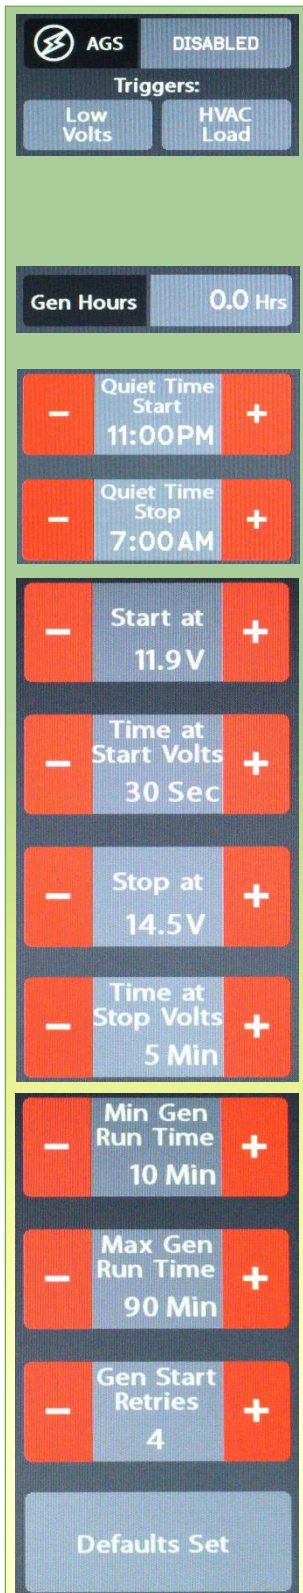 AGS DISABLED
Triggers:
Low Volts HVAC Load
Gen Hours 0.0 Hrs
Quiet Time
Start
− 11:00PM +
Quiet Time
Stop
− 7:00AM +
Start at
− 11.9V +
Time at
Start Volts
− 30 Sec +
Stop at
− 14.5V +
Time at
Stop Volts
− 5 Min +
Min Gen
Run Time
− 10 Min +
Max Gen
Run Time
− 90 Min +
Gen Start
Retries
− 4 +
Defaults Set